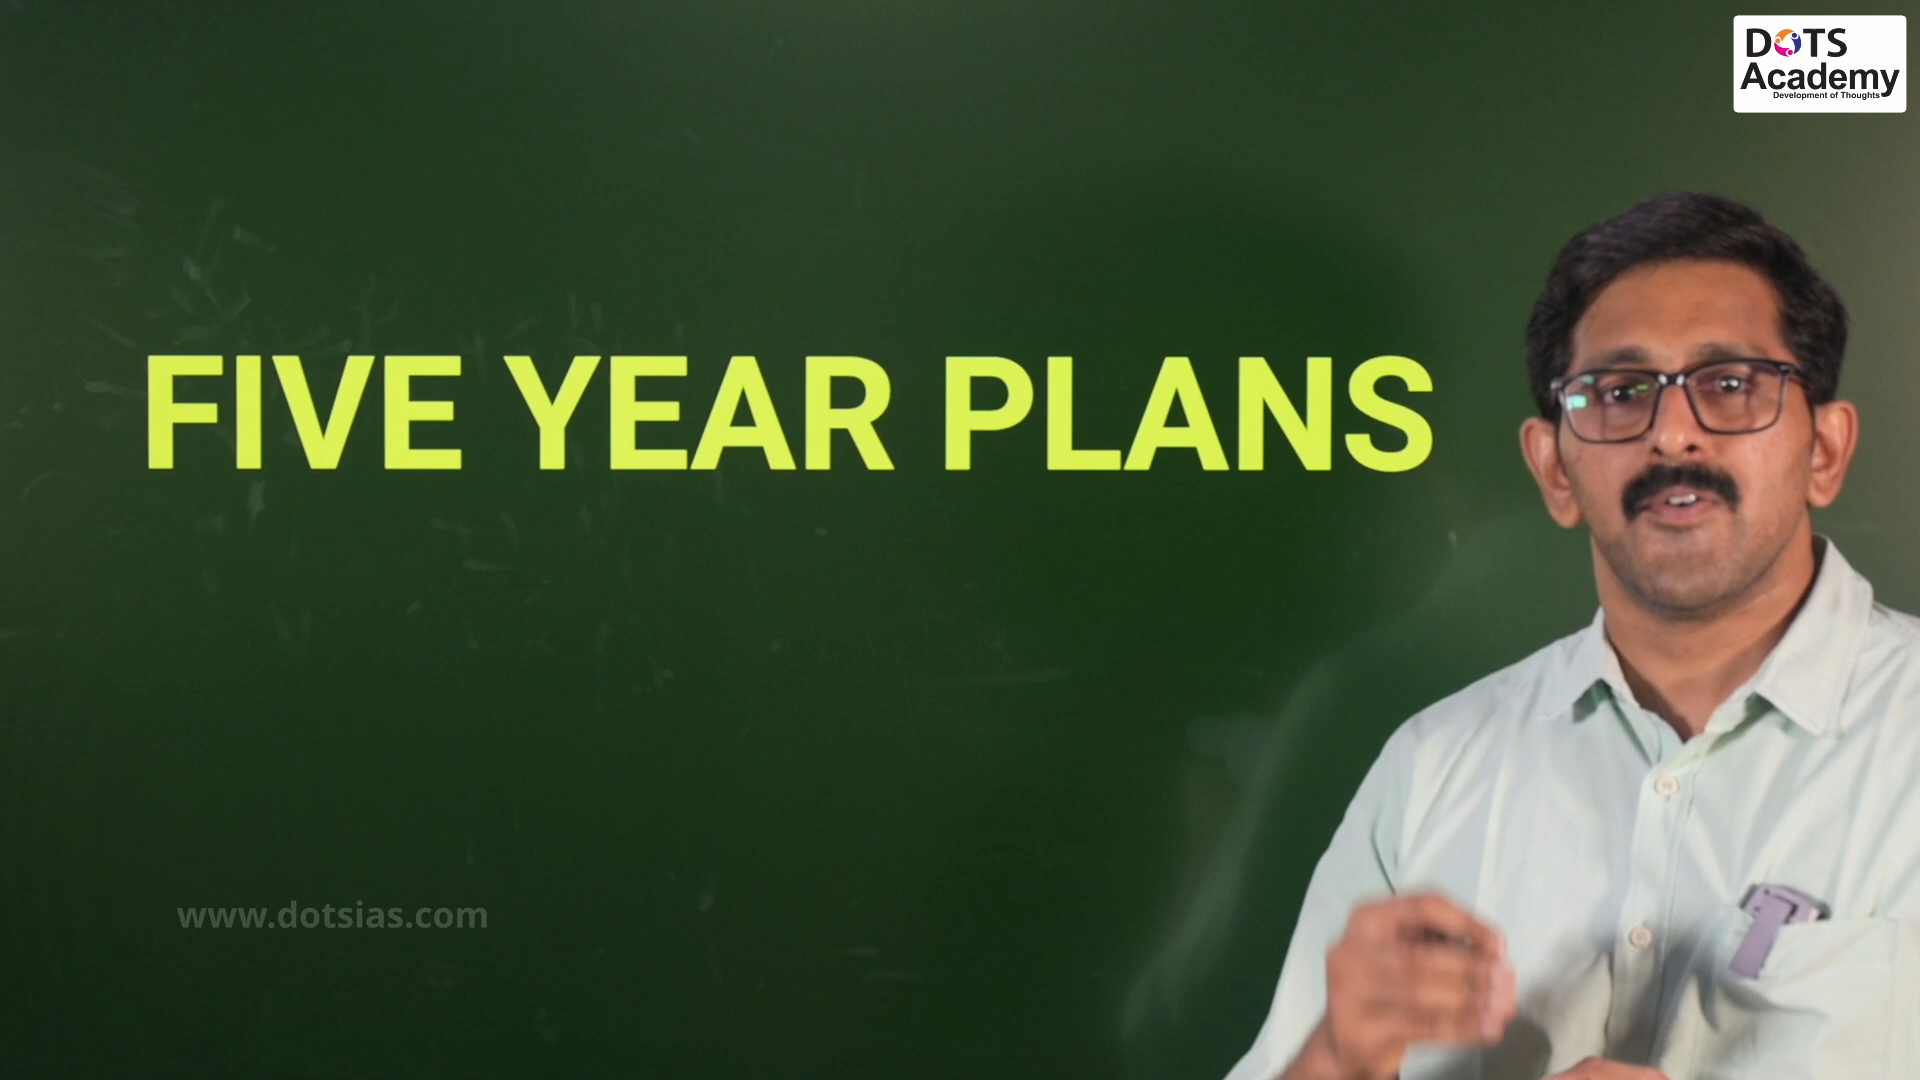 DOTS
Academy
Development of Thoughts
FIVE YEAR PLANS
www.dotsias.com